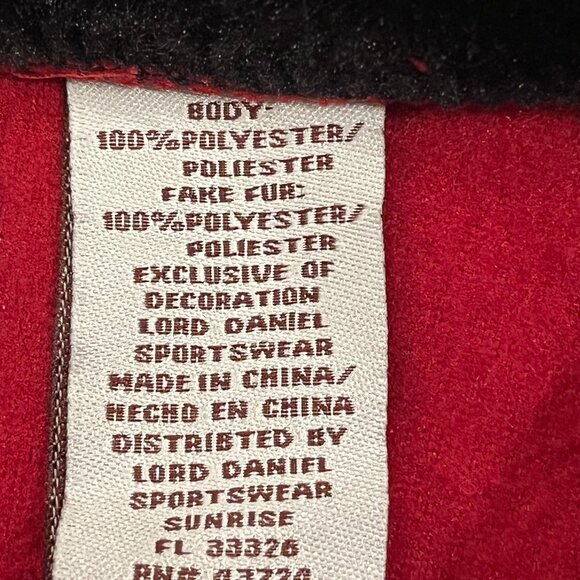 BODY-
100%POLYESTER/
POLIESTER
FAKE FUR:
100%POLYESTER/
POLIESTER
EXCLUSIVE OF
DECORATION
LORD DANIEL
SPORTSWEAR
MADE IN CHINA/
HECHO EN CHINA
DISTRIBTED BY
LORD DANIEL
SPORTSWEAR
SUNRISE
FL 33326
RN#